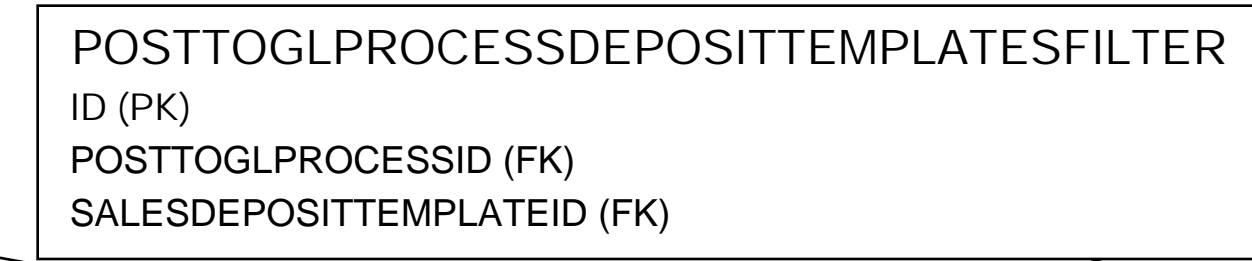 POSTTOGLPROCESSDEPOSITTEMPLATESFILTER
ID (PK)
POSTTOGLPROCESSID (FK)
SALESDEPOSITTEMPLATEID (FK)